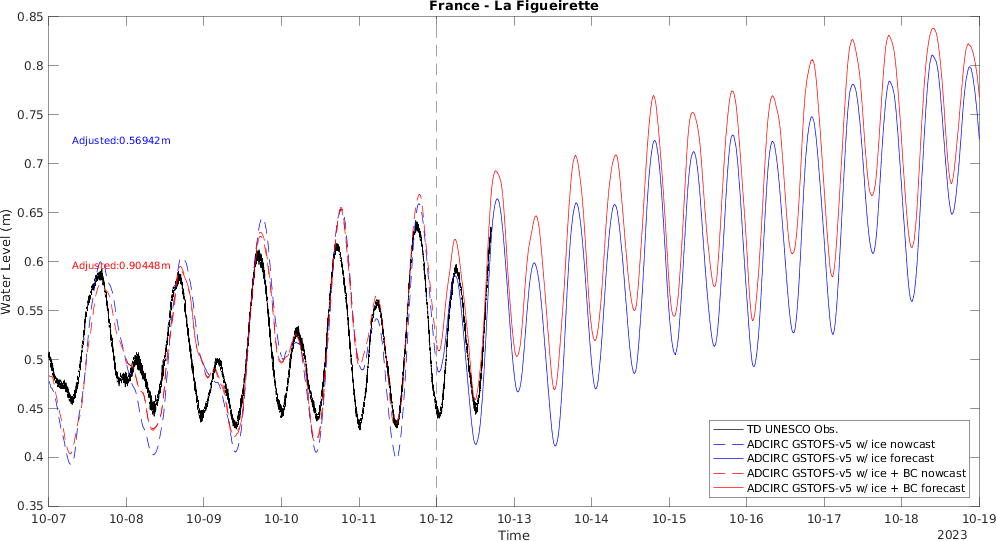 France - La Figueirette
0.85
0.8
0.75
0.7
0.65
0.6
0.55
0.5
0.45
0.4
0.35
Water Level (m)
Adjusted:0.56942m
Adjusted:0.90448m
TD UNESCO Obs.
ADCIRC GSTOFS-v5 w/ ice nowcast
ADCIRC GSTOFS-v5 w/ ice forecast
ADCIRC GSTOFS-v5 w/ ice + BC nowcast
ADCIRC GSTOFS-v5 w/ ice + BC forecast
10-07 10-08 10-09 10-10 10-11 10-12 10-13 10-14 10-15 10-16 10-17 10-18 10-19
Time
2023